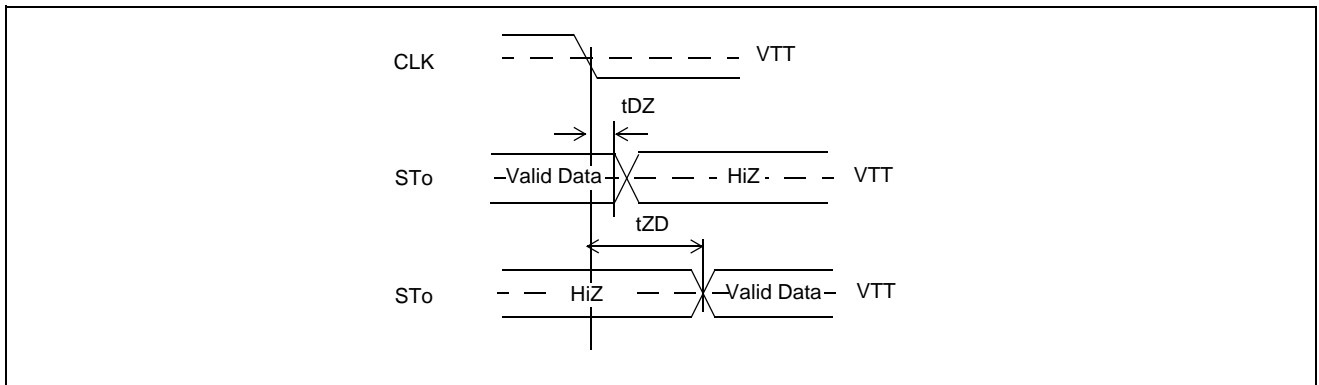 CLK
VTT
tDZ
STo
Valid Data
HiZ
VTT
tZD
STo
HiZ
Valid Data
VTT